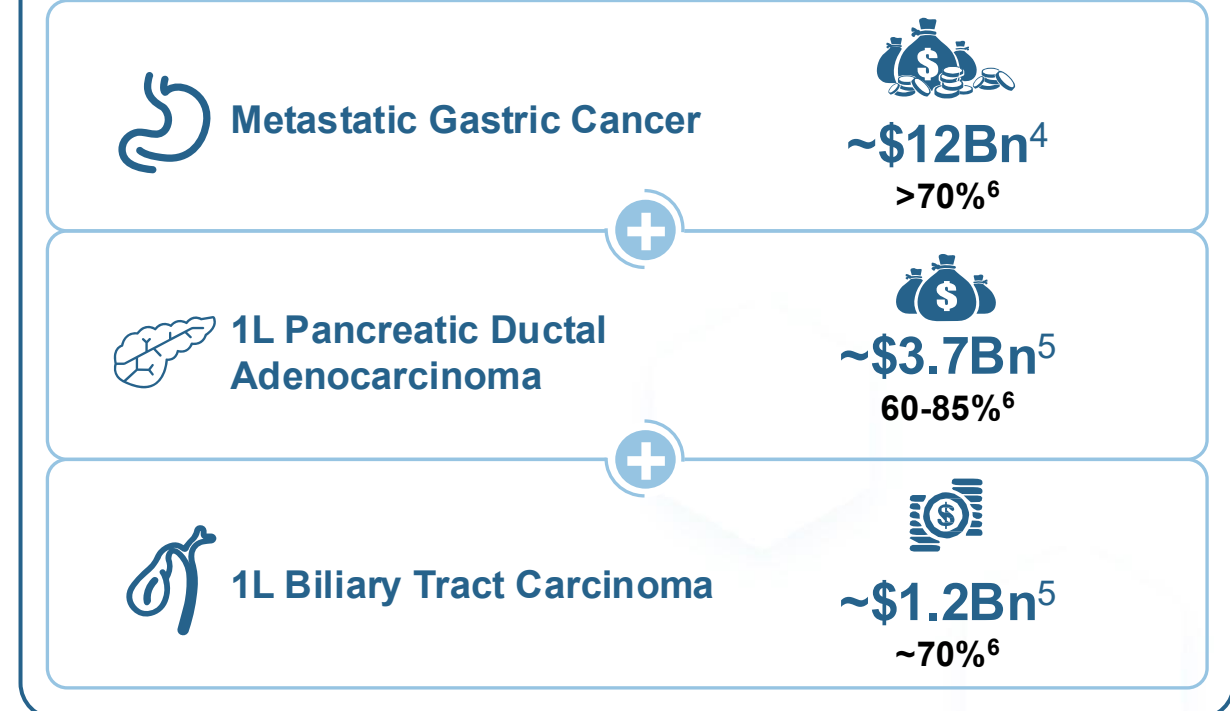 Metastatic Gastric Cancer
~$12Bn⁴
>70%⁶
1L Pancreatic Ductal
Adenocarcinoma
~$3.7Bn⁵
60-85%⁶
1L Biliary Tract Carcinoma
~$1.2Bn⁵
~70%⁶